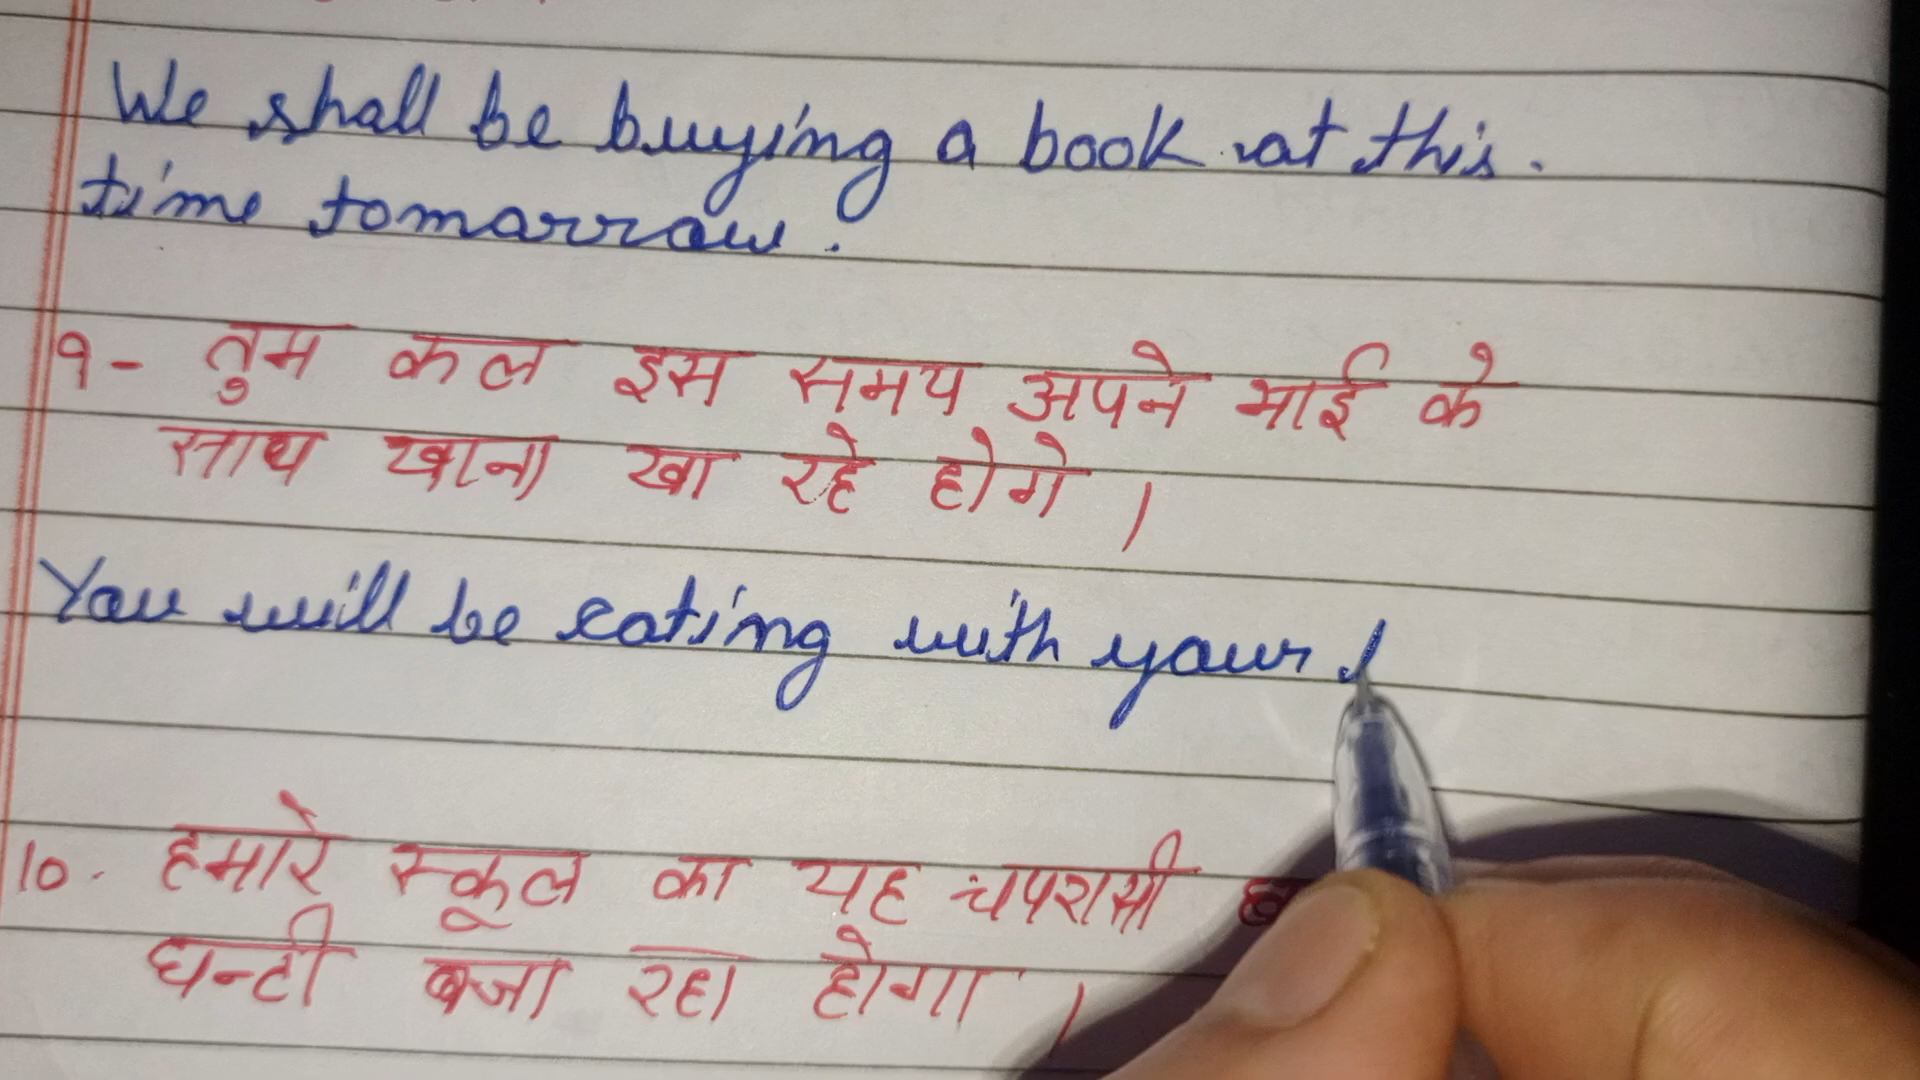 We shall be buying a book at this.
time tomorrow.
9- तुम कल इस समय अपने भाई के
साथ खाना खा रहे होगे ।
You will be eating with your
10. हमारे स्कूल का यह चपरासी
घन्टी बजा रहा होगा ।